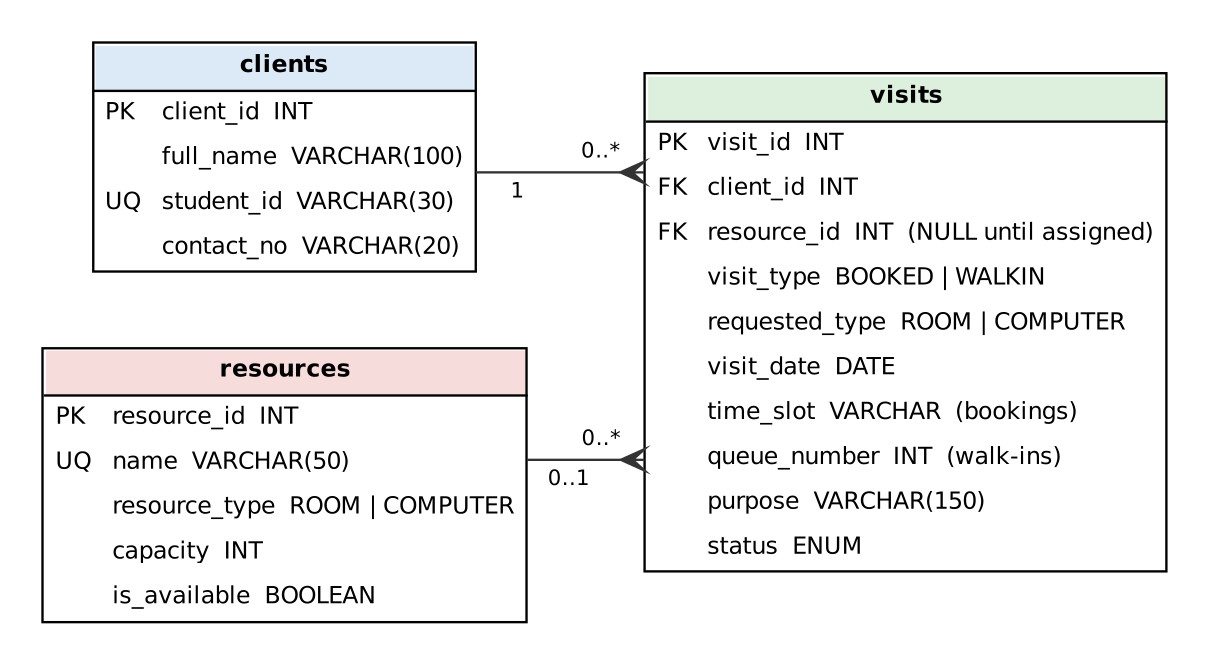 clients
PK client_id INT
full_name VARCHAR(100)
UQ student_id VARCHAR(30)
contact_no VARCHAR(20)
1
0..*
visits
PK visit_id INT
FK client_id INT
FK resource_id INT (NULL until assigned)
visit_type BOOKED | WALKIN
requested_type ROOM | COMPUTER
visit_date DATE
time_slot VARCHAR (bookings)
queue_number INT (walk-ins)
purpose VARCHAR(150)
status ENUM
resources
PK resource_id INT
UQ name VARCHAR(50)
resource_type ROOM | COMPUTER
capacity INT
is_available BOOLEAN
0..*
0..1